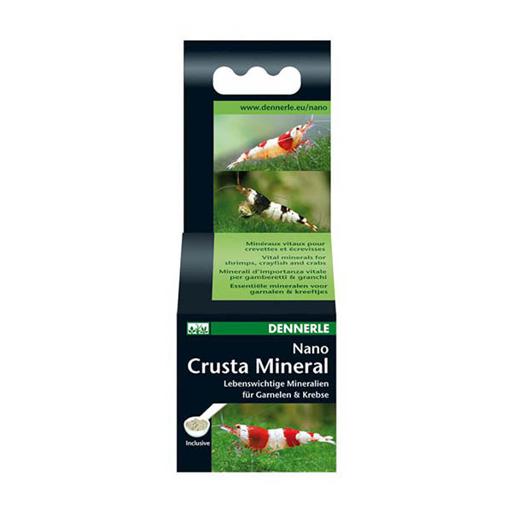 www.dennerle.eu/nano
Minéraux vitaux pour
crevettes et écrevisses
Vital minerals for
shrimps, crayfish and crabs
Minerali d'importanza vitale
per gamberetti & granchi
Essentiële mineralen voor
garnalen & kreeftjes
DENNERLE
Nano
Crusta Mineral
Lebenswichtige Mineralien
für Garnelen & Krebse
Inclusive